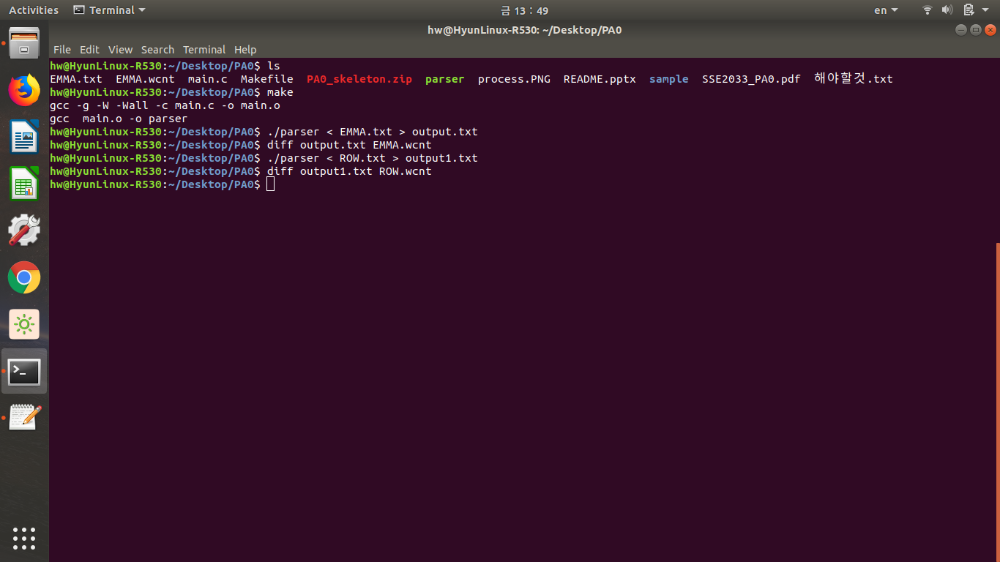 Activities Terminal 금 13 : 49 en
hw@HyunLinux-R530: ~/Desktop/PA0
File Edit View Search Terminal Help
hw@HyunLinux-R530:~/Desktop/PA0$ ls
EMMA.txt EMMA.wcnt main.c Makefile PA0_skeleton.zip parser process.PNG README.pptx sample SSE2033_PA0.pdf 해야할것.txt
hw@HyunLinux-R530:~/Desktop/PA0$ make
gcc -g -W -Wall -c main.c -o main.o
gcc  main.o -o parser
hw@HyunLinux-R530:~/Desktop/PA0$ ./parser < EMMA.txt > output.txt
hw@HyunLinux-R530:~/Desktop/PA0$ diff output.txt EMMA.wcnt
hw@HyunLinux-R530:~/Desktop/PA0$ ./parser < ROW.txt > output1.txt
hw@HyunLinux-R530:~/Desktop/PA0$ diff output1.txt ROW.wcnt
hw@HyunLinux-R530:~/Desktop/PA0$